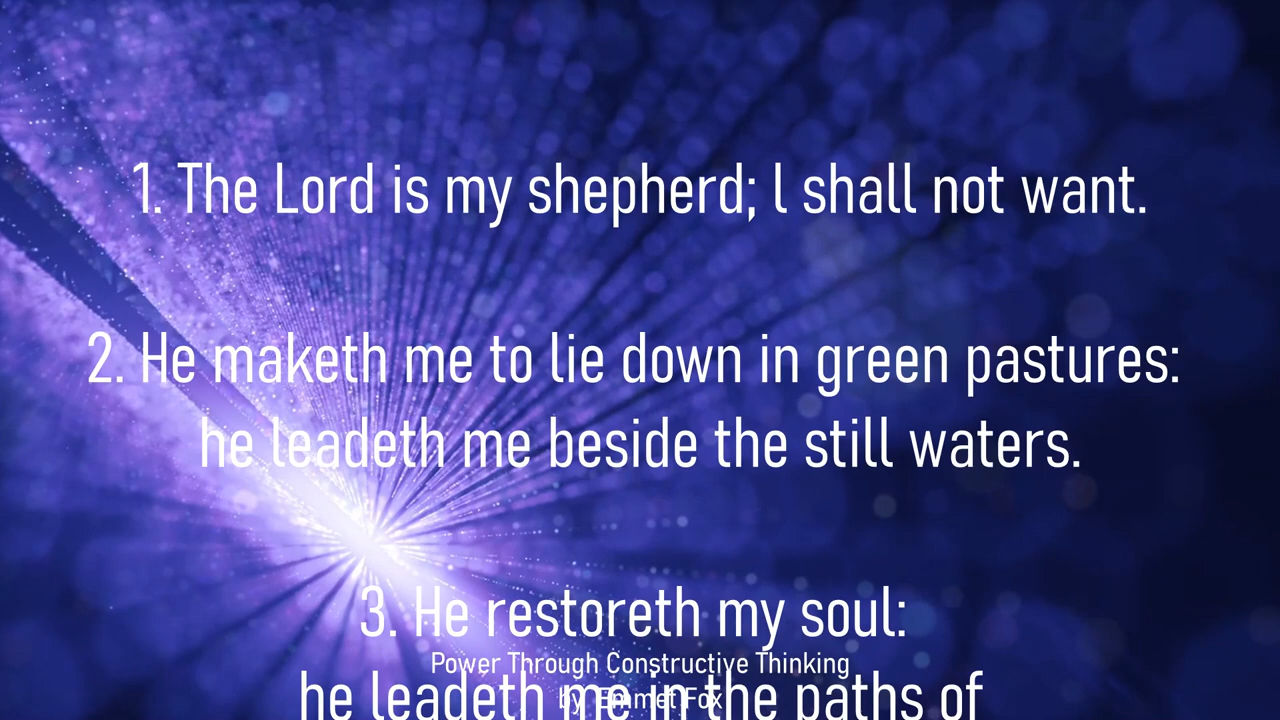 1. The Lord is my shepherd; l shall not want.
2. He maketh me to lie down in green pastures:
he leadeth me beside the still waters.
3. He restoreth my soul:
Power Through Constructive Thinking
he leadeth me in the paths of
by Emmet Fox